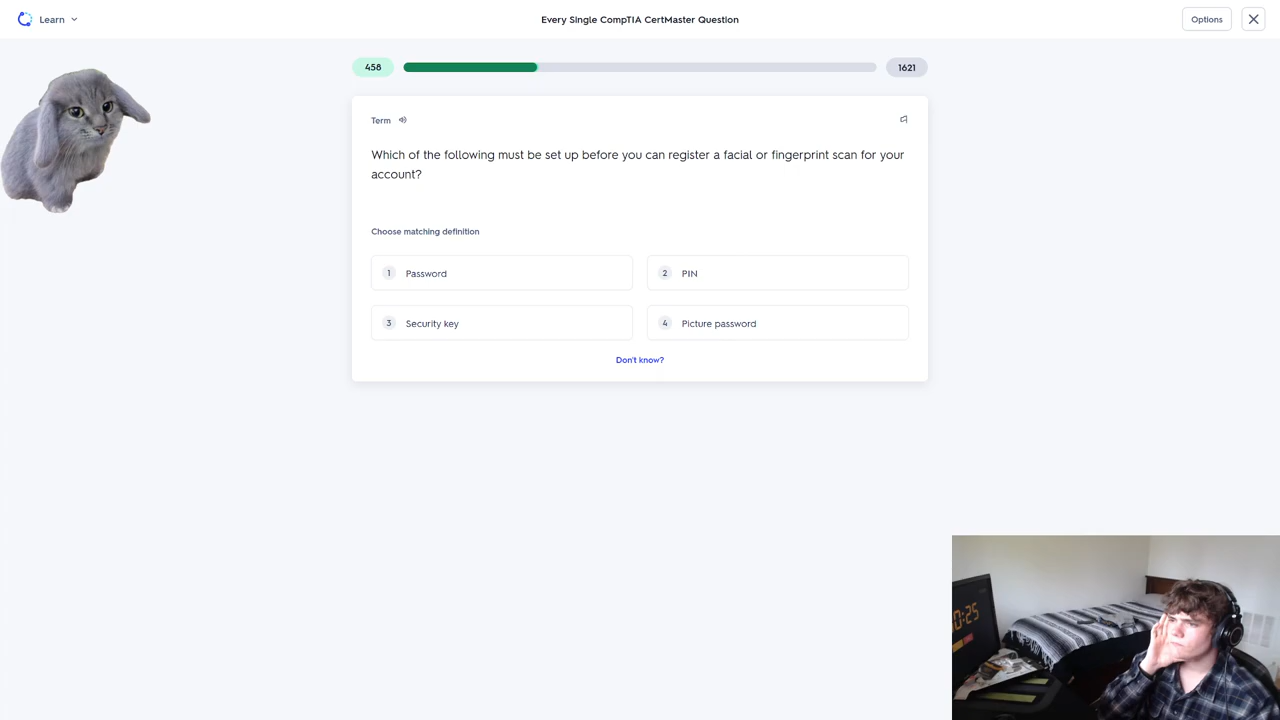 Learn
Every Single CompTIA CertMaster Question
Options
458
1621
Term
Which of the following must be set up before you can register a facial or fingerprint scan for your
account?
Choose matching definition
1 Password
2 PIN
3 Security key
4 Picture password
Don't know?
0:25